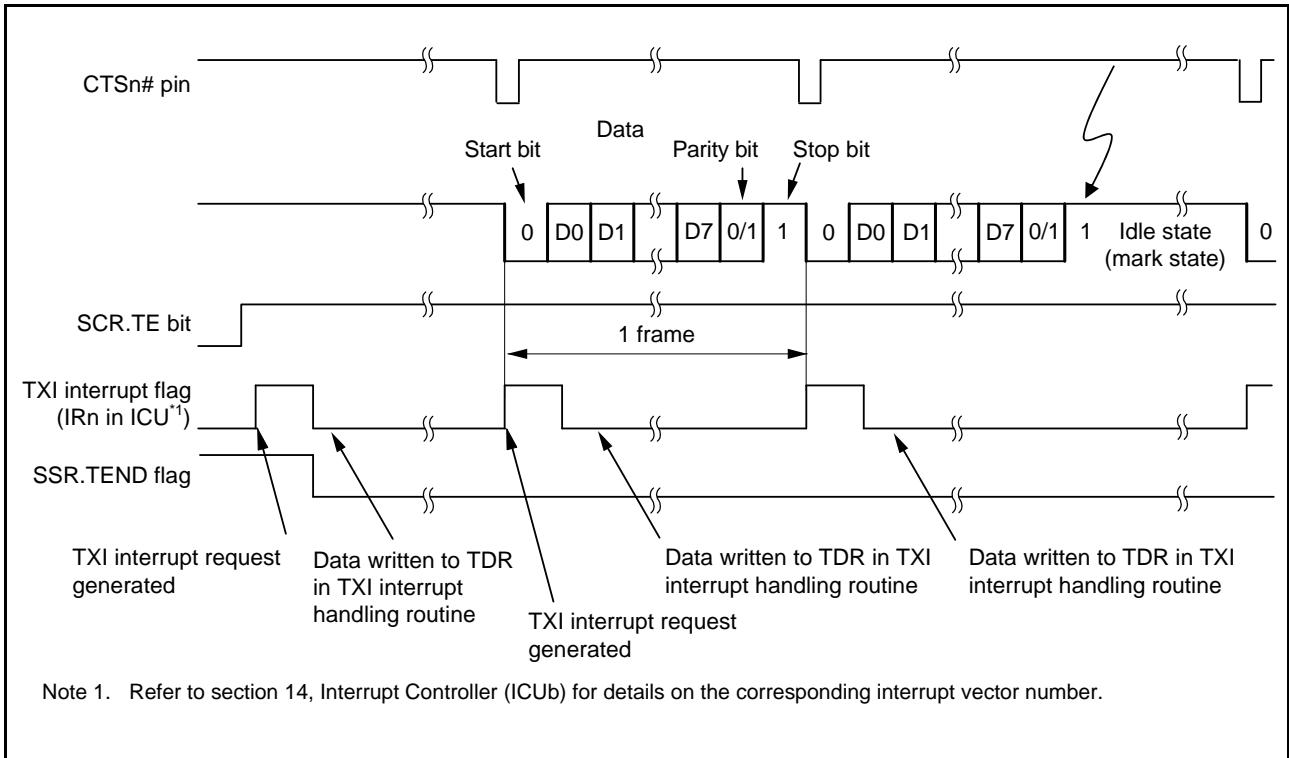 CTSn# pin
Data
Start bit
Parity bit
Stop bit
0 D0 D1 D7 0/1 1 0 D0 D1 D7 0/1 1 Idle state (mark state) 0
SCR.TE bit
1 frame
TXI interrupt flag
(IRn in ICU*1)
SSR.TEND flag
TXI interrupt request
generated
Data written to TDR
in TXI interrupt
handling routine
TXI interrupt request
generated
Data written to TDR in TXI
interrupt handling routine
Data written to TDR in TXI
interrupt handling routine
Note 1. Refer to section 14, Interrupt Controller (ICUb) for details on the corresponding interrupt vector number.